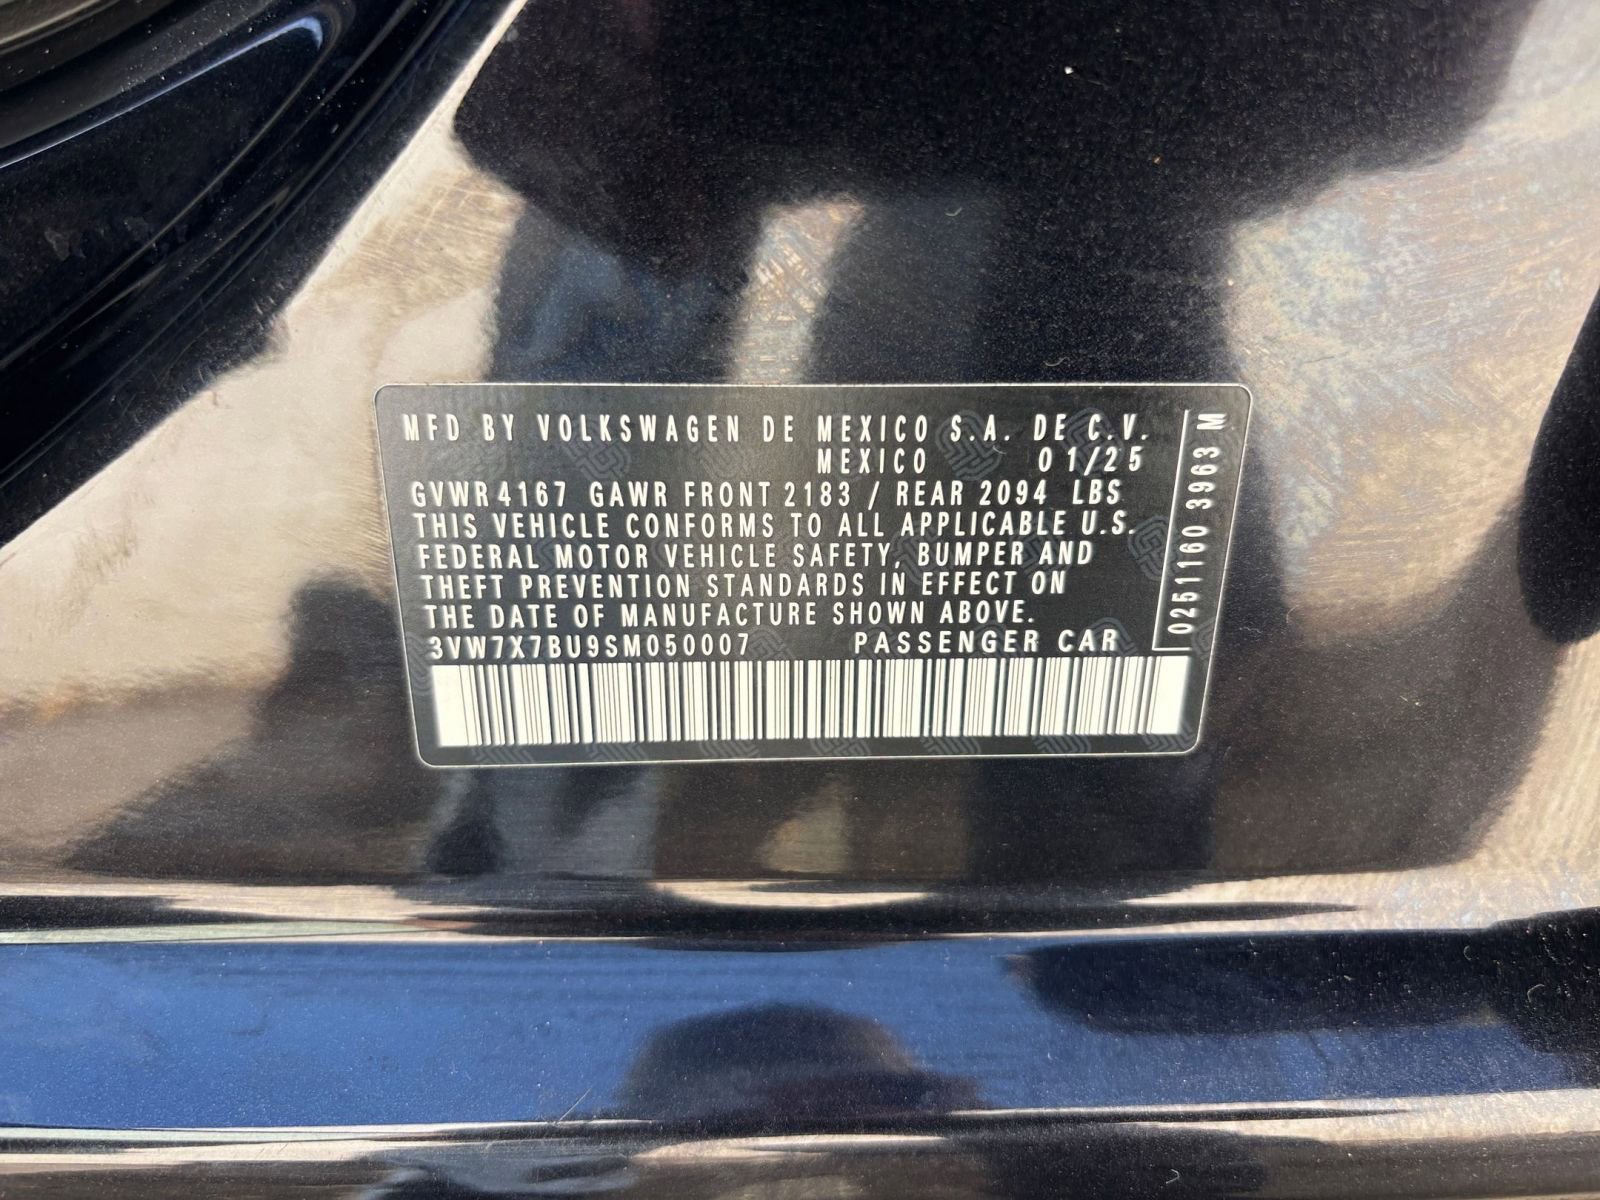 MFD BY VOLKSWAGEN DE MEXICO S.A. DE C.V.
MEXICO 01/25
GVWR 4167 GAWR FRONT 2183 / REAR 2094 LBS
THIS VEHICLE CONFORMS TO ALL APPLICABLE U.S.
FEDERAL MOTOR VEHICLE SAFETY, BUMPER AND
THEFT PREVENTION STANDARDS IN EFFECT ON
THE DATE OF MANUFACTURE SHOWN ABOVE.
3VW7X7BU9SM050007 PASSENGER CAR
0251160 3963 M